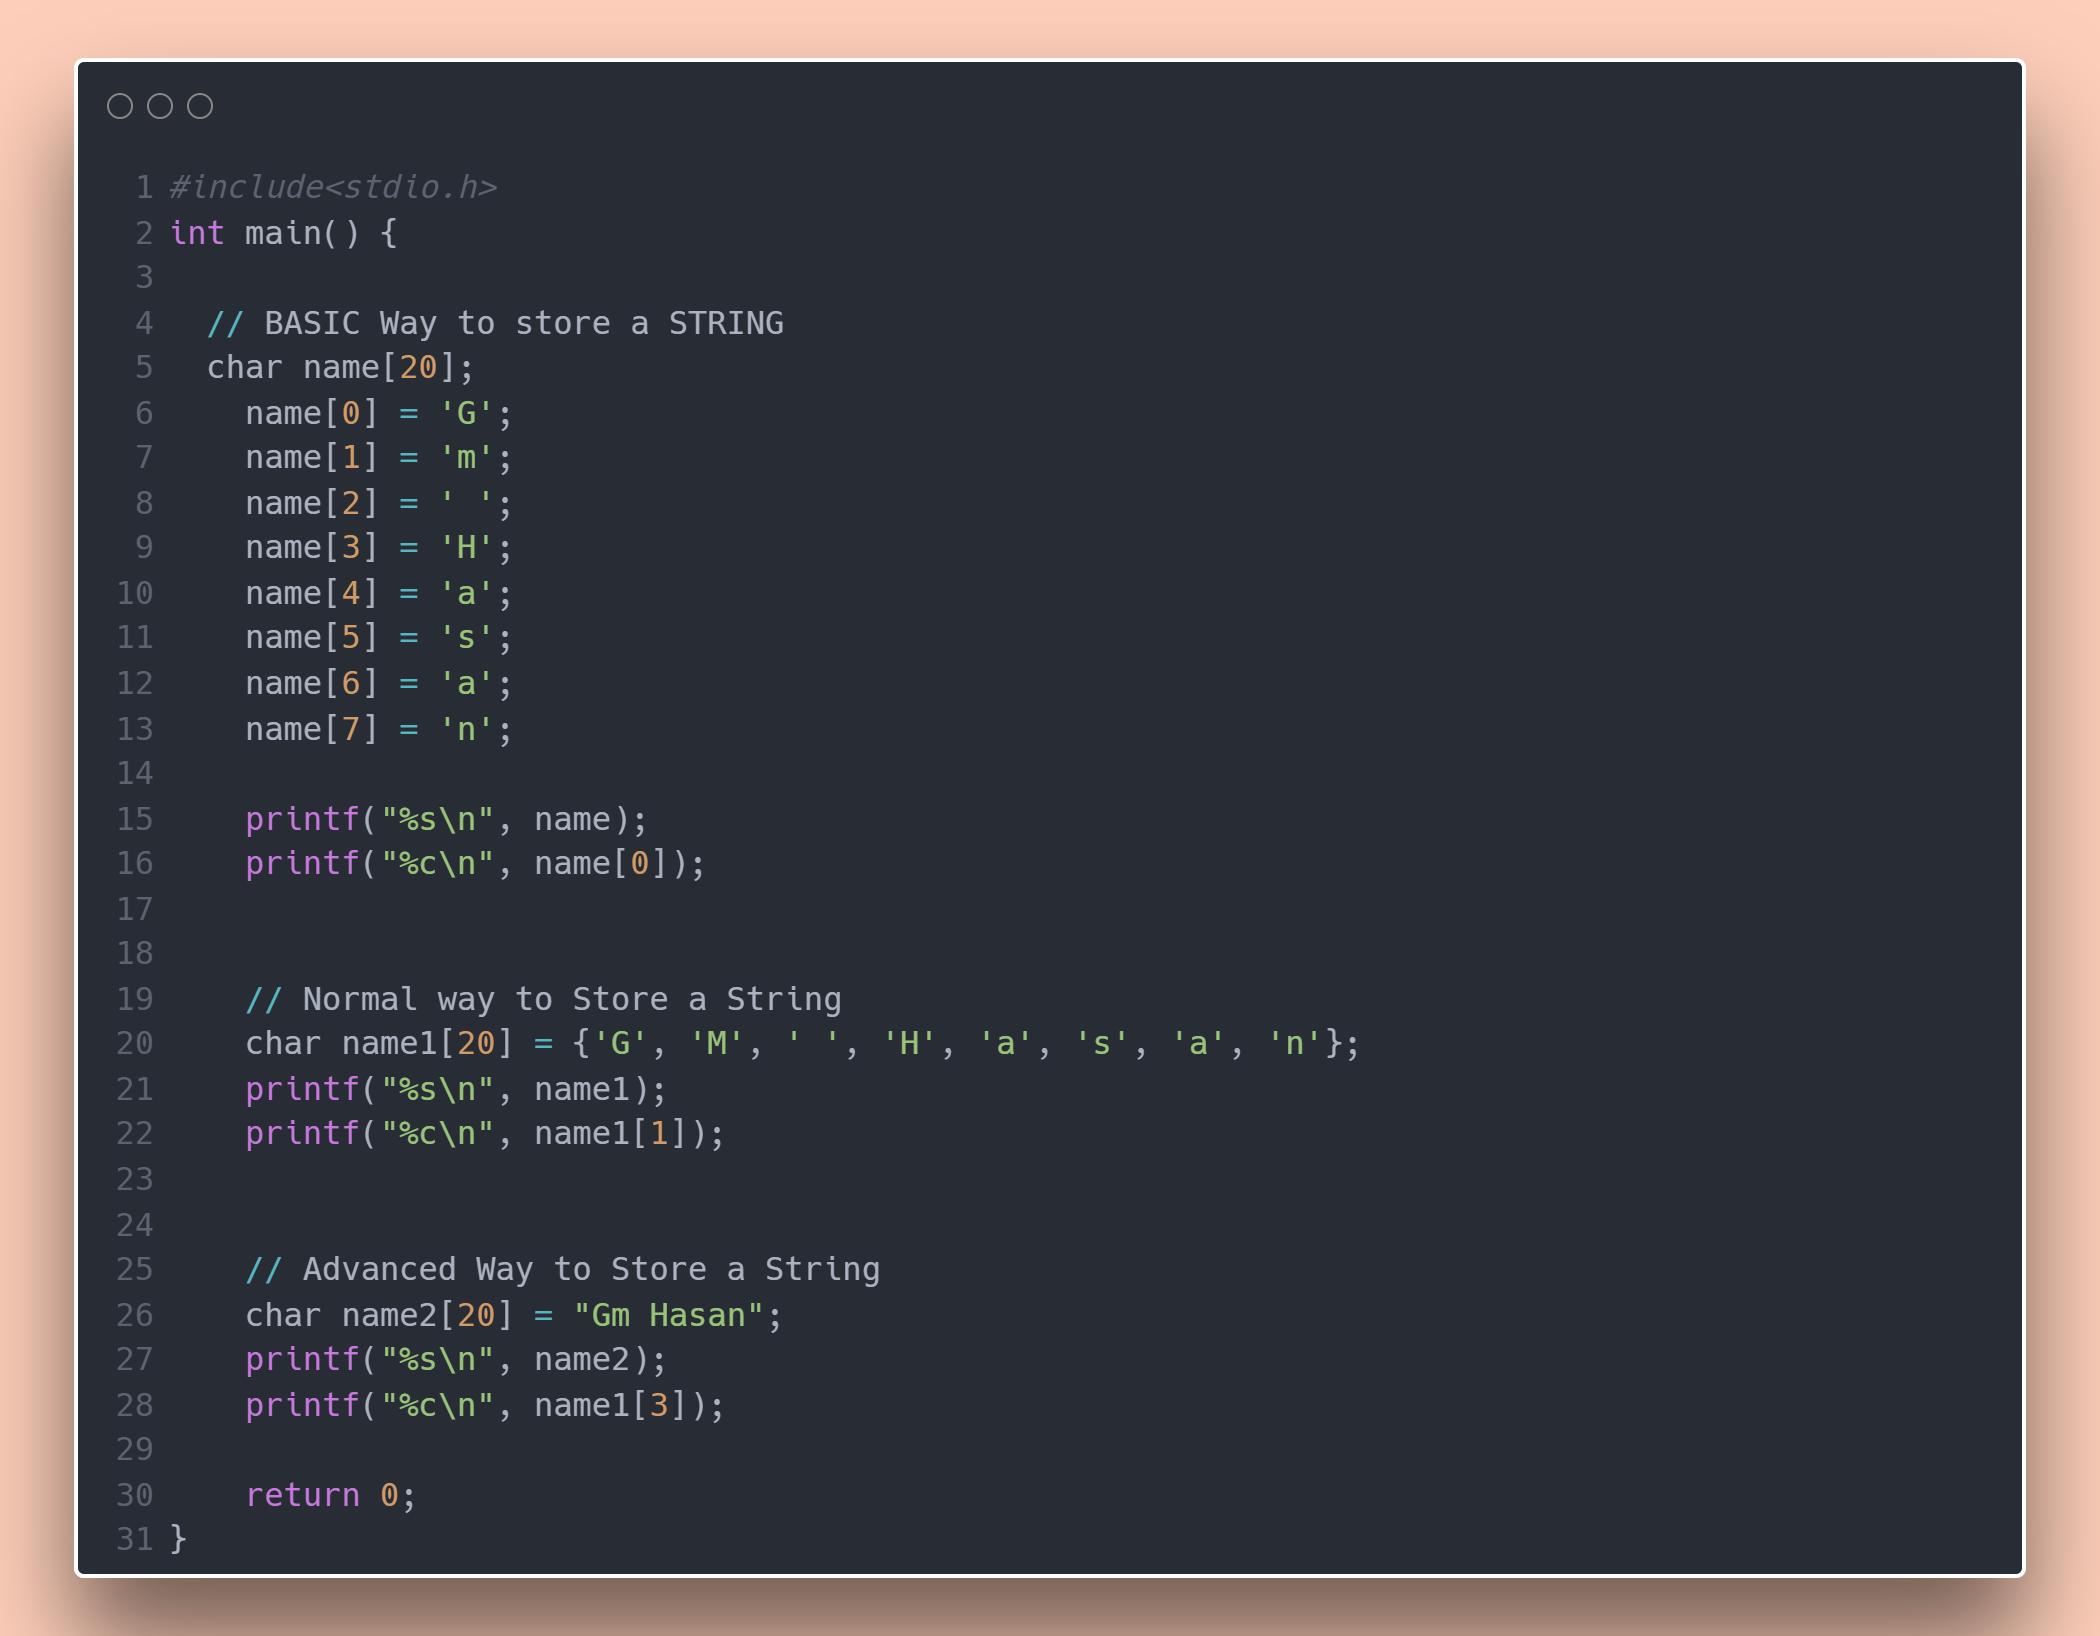 1 #include<stdio.h>
2 int main() {
3
4   // BASIC Way to store a STRING
5   char name[20];
6     name[0] = 'G';
7     name[1] = 'm';
8     name[2] = ' ';
9     name[3] = 'H';
10     name[4] = 'a';
11     name[5] = 's';
12     name[6] = 'a';
13     name[7] = 'n';
14
15     printf("%s\n", name);
16     printf("%c\n", name[0]);
17
18
19     // Normal way to Store a String
20     char name1[20] = {'G', 'M', ' ', 'H', 'a', 's', 'a', 'n'};
21     printf("%s\n", name1);
22     printf("%c\n", name1[1]);
23
24
25     // Advanced Way to Store a String
26     char name2[20] = "Gm Hasan";
27     printf("%s\n", name2);
28     printf("%c\n", name1[3]);
29
30     return 0;
31 }